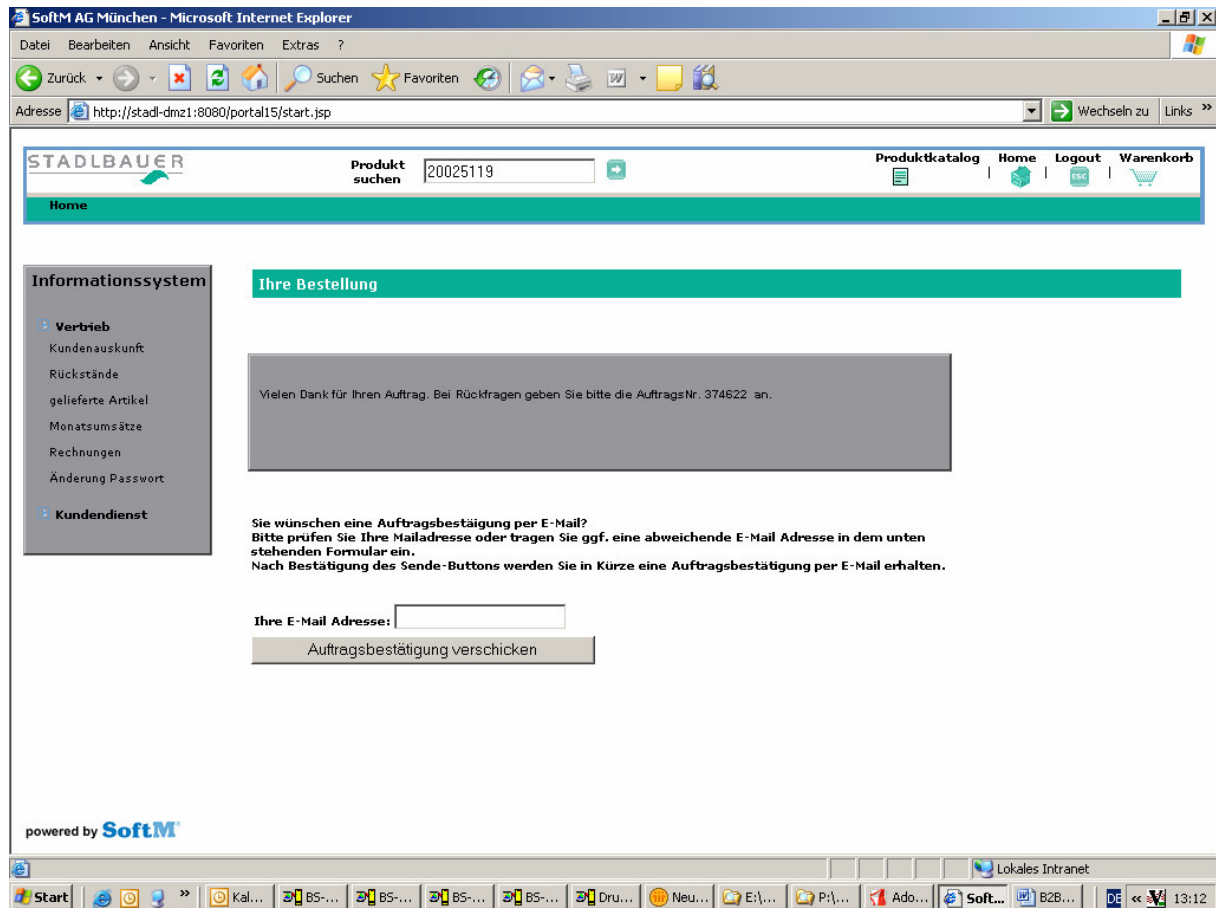 SoftM AG München - Microsoft Internet Explorer
Datei Bearbeiten Ansicht Favoriten Extras ?
Zurück Suchen Favoriten
Adresse http://stadl-dmz1:8080/portal15/start.jsp Wechseln zu Links »
STADLBAUER Produkt suchen 20025119 Produktkatalog Home Logout Warenkorb
ESC
Home
Informationssystem
Vertrieb
Kundenauskunft
Rückstände
gelieferte Artikel
Monatsumsätze
Rechnungen
Änderung Passwort
Kundendienst
Ihre Bestellung
Vielen Dank für Ihren Auftrag. Bei Rückfragen geben Sie bitte die AuftragsNr. 374622 an.
Sie wünschen eine Auftragsbestäigung per E-Mail?
Bitte prüfen Sie Ihre Mailadresse oder tragen Sie ggf. eine abweichende E-Mail Adresse in dem unten
stehenden Formular ein.
Nach Bestätigung des Sende-Buttons werden Sie in Kürze eine Auftragsbestätigung per E-Mail erhalten.
Ihre E-Mail Adresse:
Auftragsbestätigung verschicken
powered by SoftM
Lokales Intranet
Start » Kal... BS-... BS-... BS-... BS-... Dru... Neu... E:\... P:\... Ado... Soft... B2B... DE « 13:12